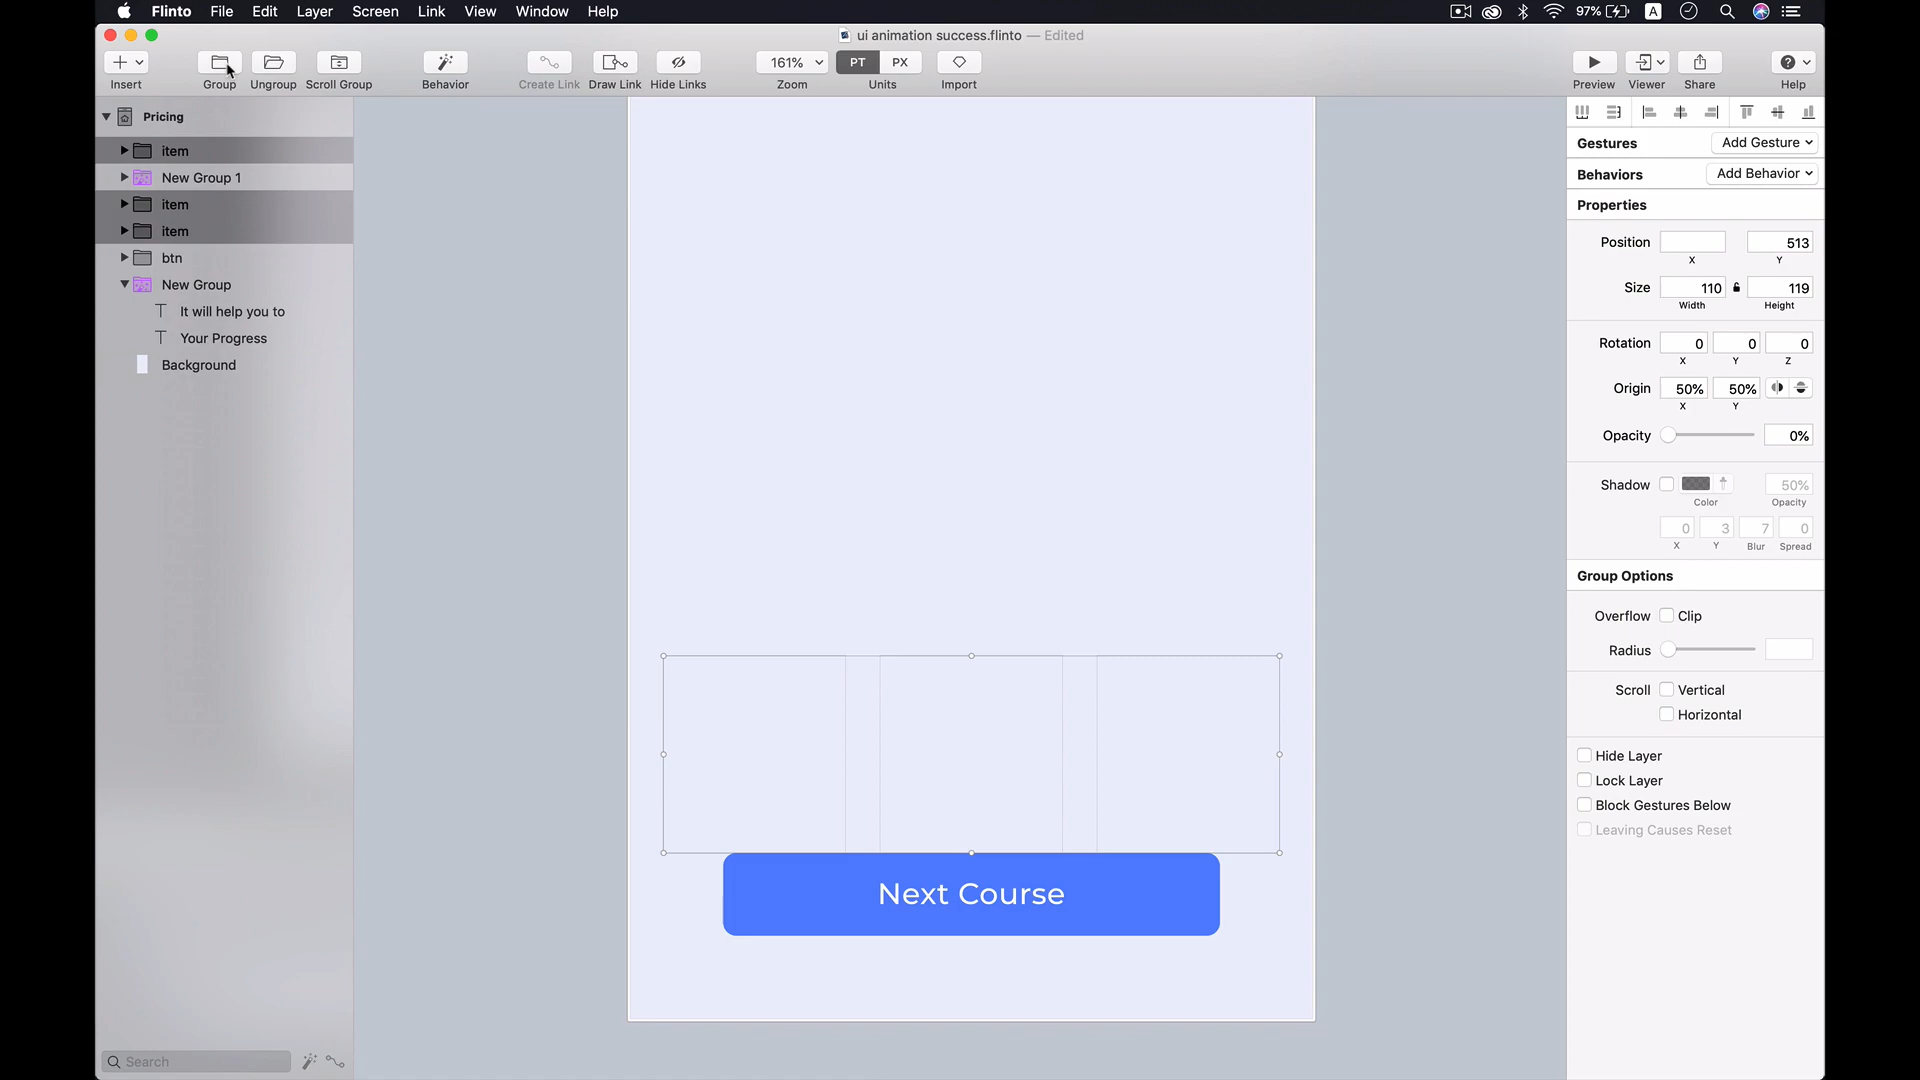 Flinto File Edit Layer Screen Link View Window Help
97%
A
ui animation success.flinto — Edited
161% PT PX
Insert Group Ungroup Scroll Group Behavior Create Link Draw Link Hide Links Zoom Units Import Preview Viewer Share Help
Pricing
item
New Group 1
item
item
btn
New Group
It will help you to
Your Progress
Background
Search
Next Course
Gestures Add Gesture
Behaviors Add Behavior
Properties
Position 513
X Y
Size 110 119
Width Height
Rotation 0 0 0
X Y Z
Origin 50% 50%
X Y
Opacity 0%
Shadow 50%
Color Opacity
0 3 7 0
X Y Blur Spread
Group Options
Overflow Clip
Radius
Scroll Vertical
Horizontal
Hide Layer
Lock Layer
Block Gestures Below
Leaving Causes Reset